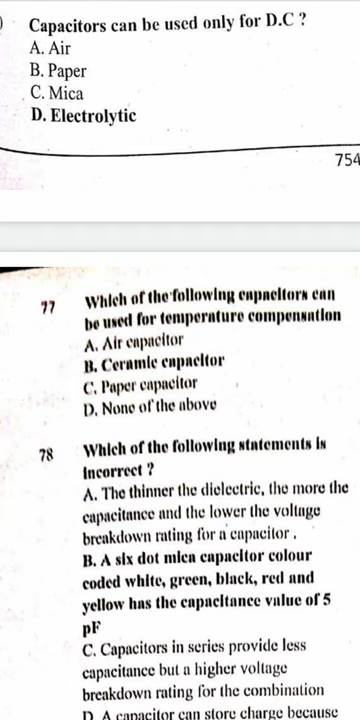 Capacitors can be used only for D.C ?
A. Air
B. Paper
C. Mica
D. Electrolytic
754
77 Which of the following capacitors can
be used for temperature compensation
A. Air capacitor
B. Ceramic capacitor
C. Paper capacitor
D. None of the above
78 Which of the following statements is
incorrect ?
A. The thinner the dielectric, the more the
capacitance and the lower the voltage
breakdown rating for a capacitor .
B. A six dot mica capacitor colour
coded white, green, black, red and
yellow has the capacitance value of 5
pF
C. Capacitors in series provide less
capacitance but a higher voltage
breakdown rating for the combination
D. A capacitor can store charge because